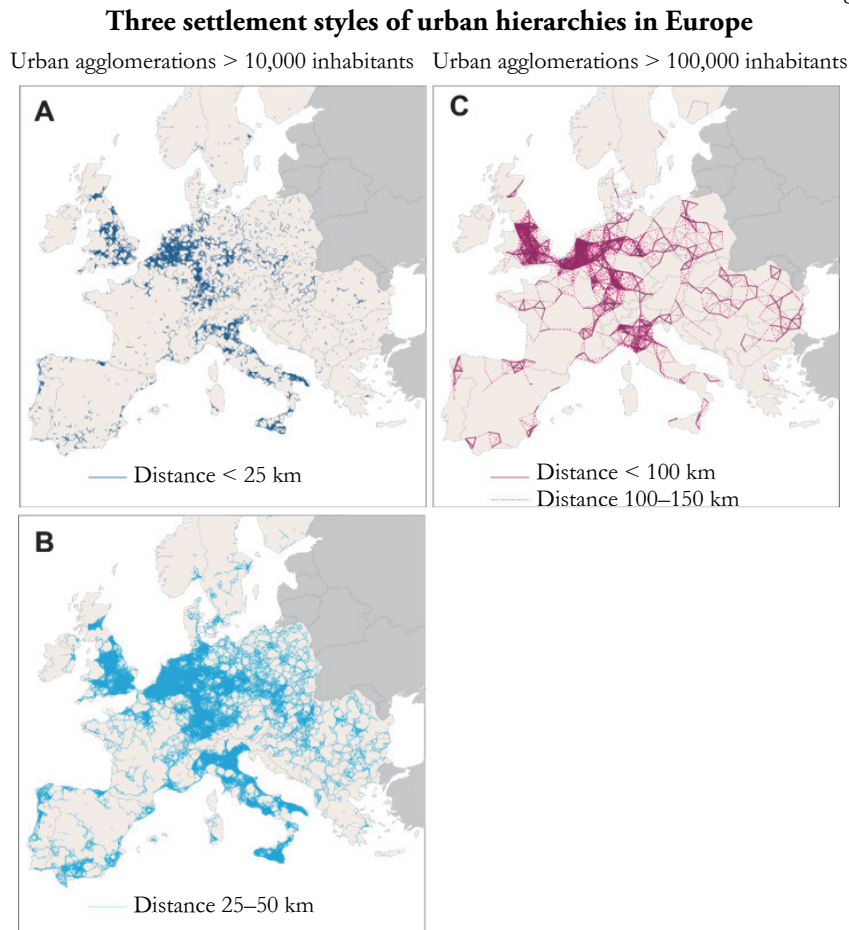 Three settlement styles of urban hierarchies in Europe
Urban agglomerations > 10,000 inhabitants
Urban agglomerations > 100,000 inhabitants
A
Distance < 25 km
C
Distance < 100 km
Distance 100–150 km
B
Distance 25–50 km